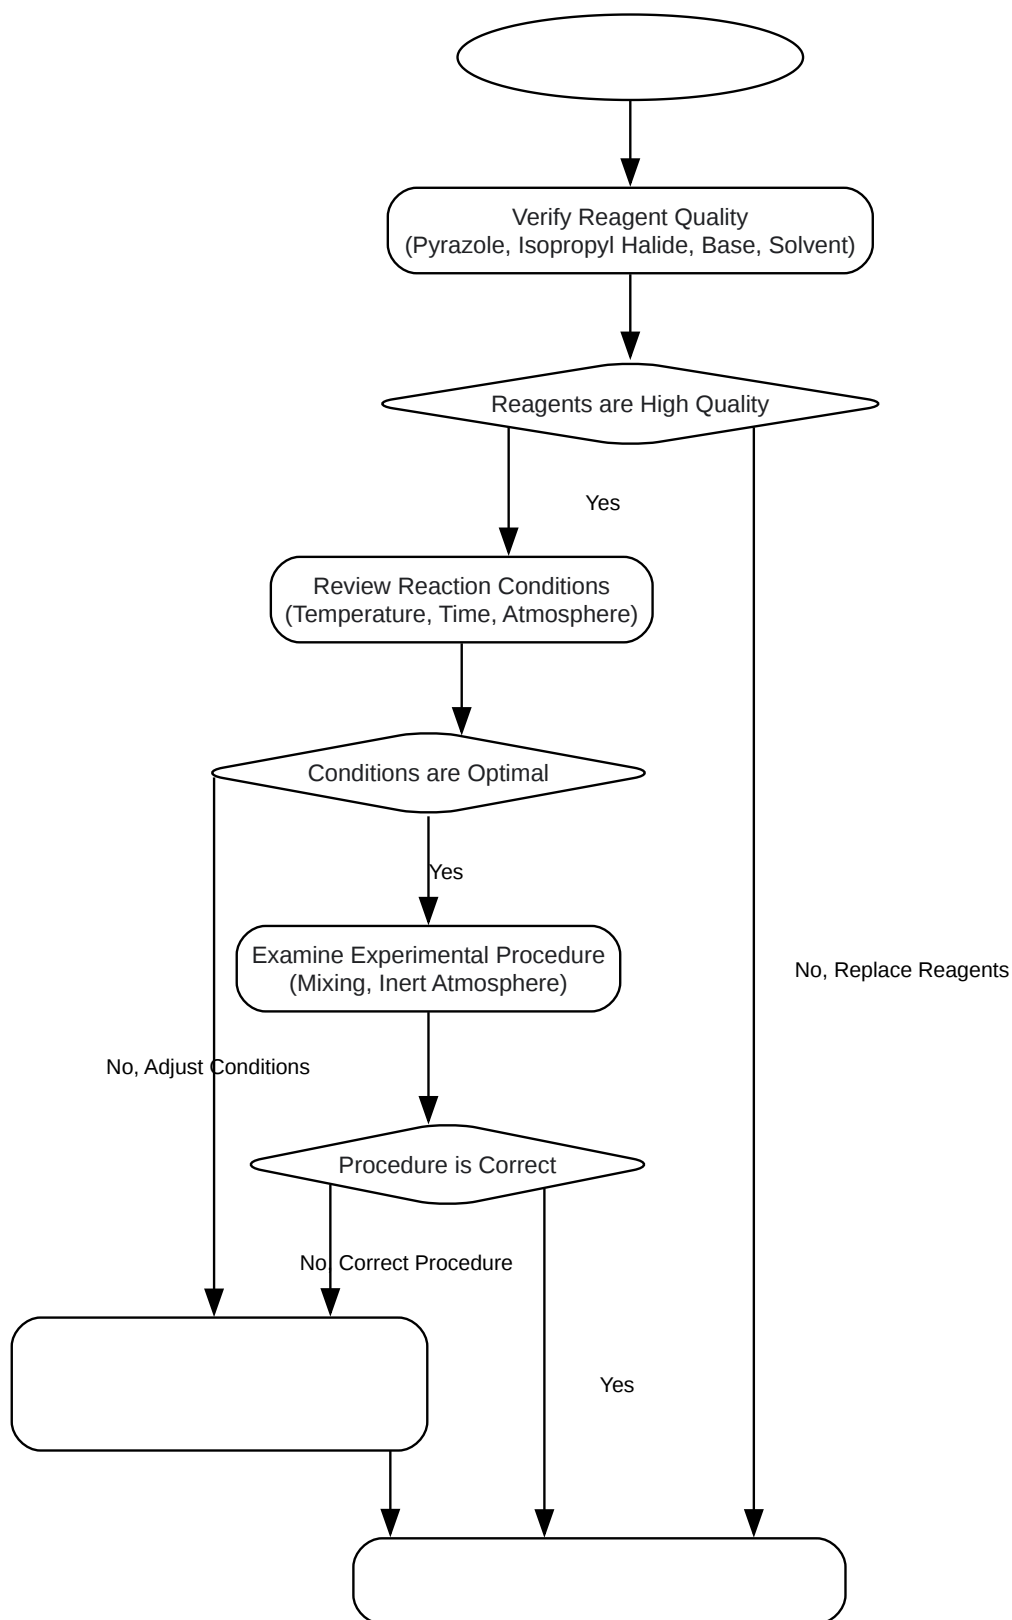 Verify Reagent Quality
(Pyrazole, Isopropyl Halide, Base, Solvent)
Reagents are High Quality
Yes
Review Reaction Conditions
(Temperature, Time, Atmosphere)
Conditions are Optimal
Yes
Examine Experimental Procedure
(Mixing, Inert Atmosphere)
No, Replace Reagents
No, Adjust Conditions
Procedure is Correct
No, Correct Procedure
Yes